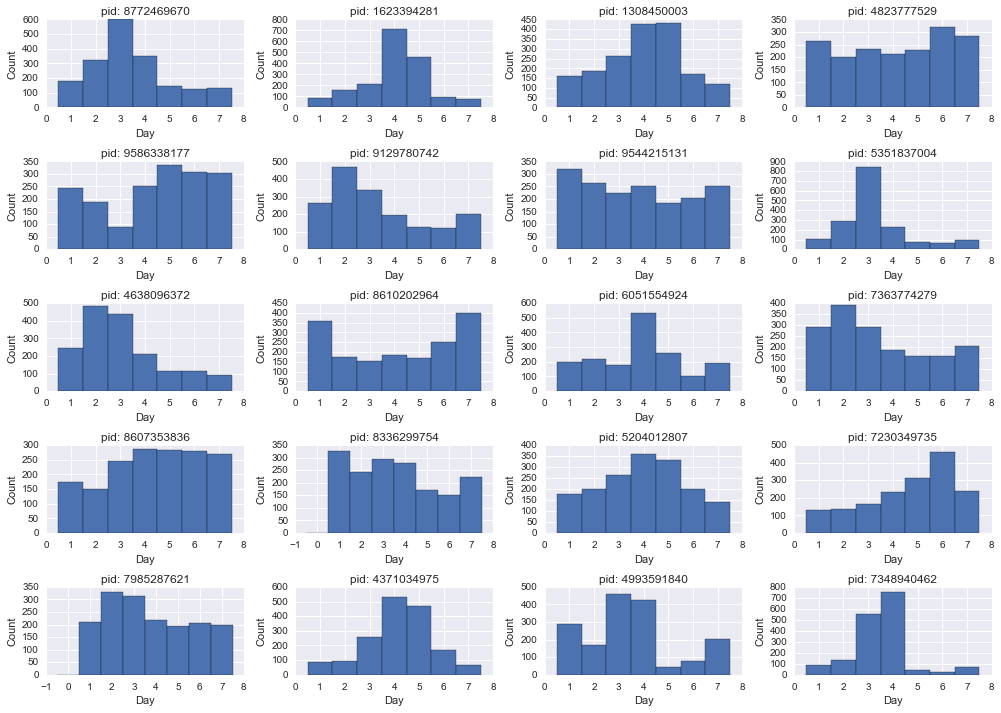 pid: 8772469670
600
500
400
300
200
100
0
Count
0 1 2 3 4 5 6 7 8
Day
pid: 1623394281
800
700
600
500
400
300
200
100
0
Count
0 1 2 3 4 5 6 7 8
Day
pid: 1308450003
450
400
350
300
250
200
150
100
50
0
Count
0 1 2 3 4 5 6 7 8
Day
pid: 4823777529
350
300
250
200
150
100
50
0
Count
0 1 2 3 4 5 6 7 8
Day
pid: 9586338177
350
300
250
200
150
100
50
0
Count
0 1 2 3 4 5 6 7 8
Day
pid: 9129780742
500
400
300
200
100
0
Count
0 1 2 3 4 5 6 7 8
Day
pid: 9544215131
350
300
250
200
150
100
50
0
Count
0 1 2 3 4 5 6 7 8
Day
pid: 5351837004
900
800
700
600
500
400
300
200
100
0
Count
0 1 2 3 4 5 6 7 8
Day
pid: 4638096372
500
400
300
200
100
0
Count
0 1 2 3 4 5 6 7 8
Day
pid: 8610202964
450
400
350
300
250
200
150
100
50
0
Count
0 1 2 3 4 5 6 7 8
Day
pid: 6051554924
600
500
400
300
200
100
0
Count
0 1 2 3 4 5 6 7 8
Day
pid: 7363774279
400
350
300
250
200
150
100
50
0
Count
0 1 2 3 4 5 6 7 8
Day
pid: 8607353836
300
250
200
150
100
50
0
Count
0 1 2 3 4 5 6 7 8
Day
pid: 8336299754
350
300
250
200
150
100
50
0
Count
−1 0 1 2 3 4 5 6 7 8
Day
pid: 5204012807
400
350
300
250
200
150
100
50
0
Count
0 1 2 3 4 5 6 7 8
Day
pid: 7230349735
500
400
300
200
100
0
Count
0 1 2 3 4 5 6 7 8
Day
pid: 7985287621
350
300
250
200
150
100
50
0
Count
−1 0 1 2 3 4 5 6 7 8
Day
pid: 4371034975
600
500
400
300
200
100
0
Count
0 1 2 3 4 5 6 7 8
Day
pid: 4993591840
500
400
300
200
100
0
Count
0 1 2 3 4 5 6 7 8
Day
pid: 7348940462
800
700
600
500
400
300
200
100
0
Count
0 1 2 3 4 5 6 7 8
Day